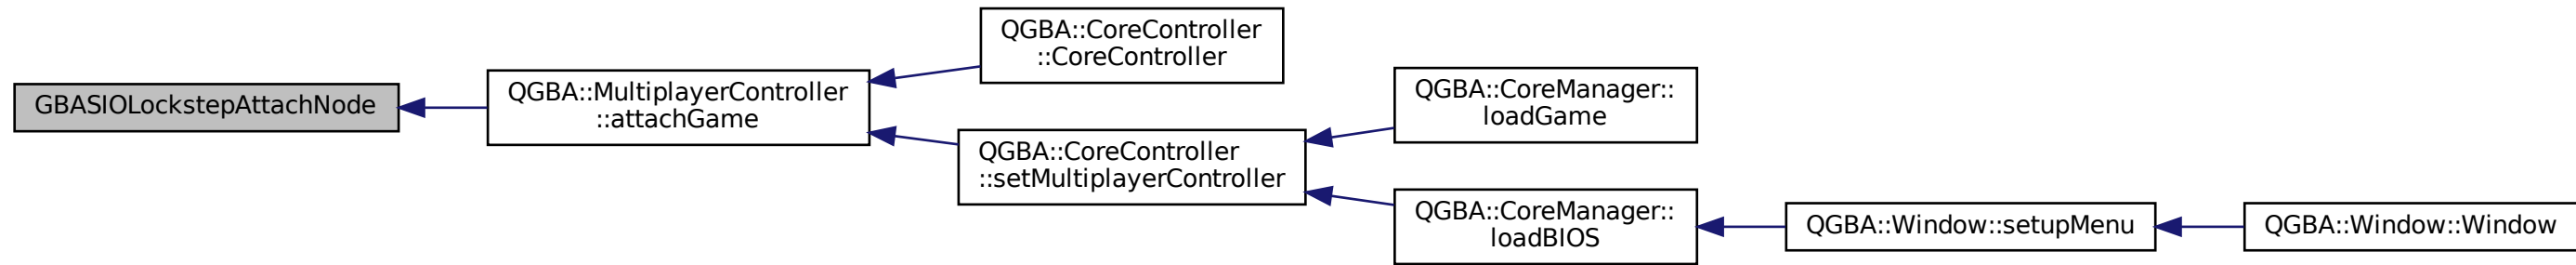 GBASIOLockstepAttachNode
QGBA::MultiplayerController
::attachGame
QGBA::CoreController
::CoreController
QGBA::CoreController
::setMultiplayerController
QGBA::CoreManager::
loadGame
QGBA::CoreManager::
loadBIOS
QGBA::Window::setupMenu
QGBA::Window::Window